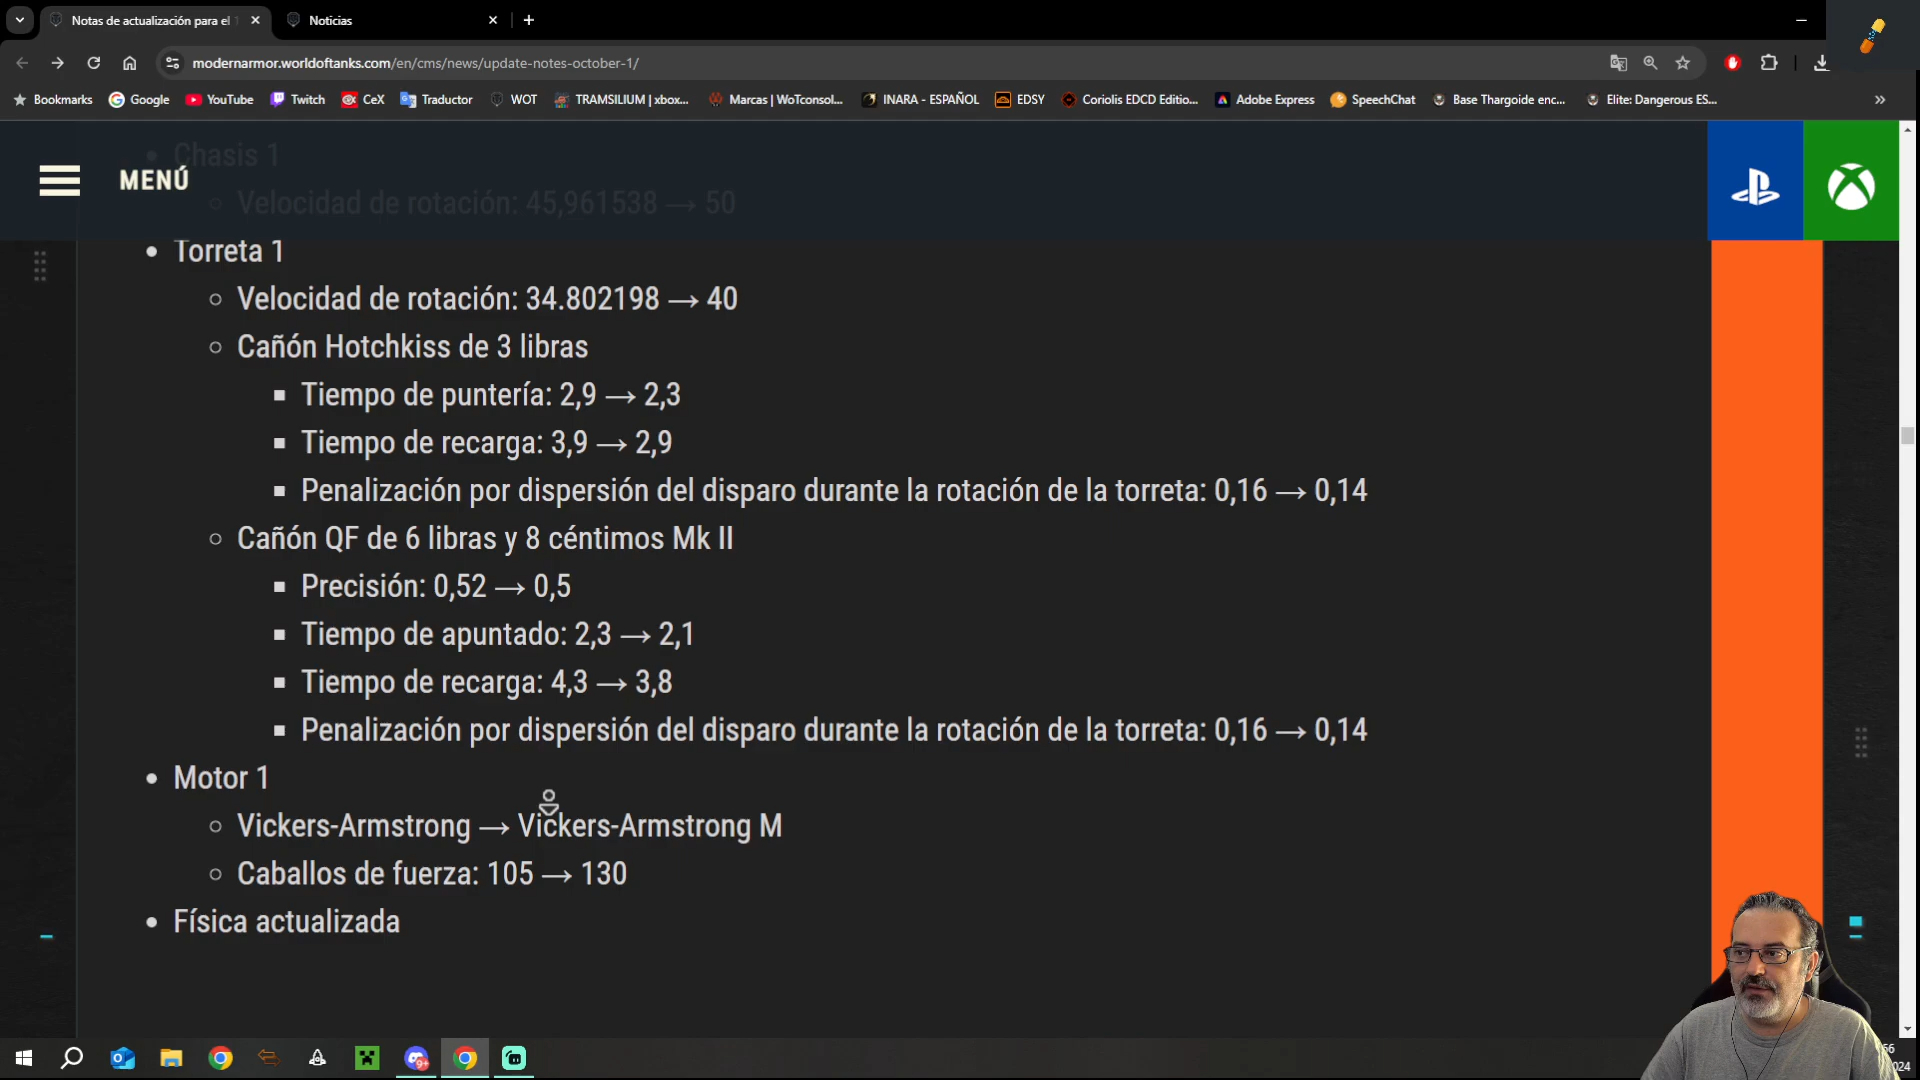 Notas de actualización para el 1
Noticias
modernarmor.worldoftanks.com/en/cms/news/update-notes-october-1/
Bookmarks
Google
YouTube
Twitch
CeX
Traductor
WOT
TRAMSILIUM | xbox...
Marcas | WoTconsol...
INARA - ESPAÑOL
EDSY
Coriolis EDCD Editio...
Adobe Express
SpeechChat
Base Thargoide enc...
Elite: Dangerous ES...
Chasis 1
MENÚ
Velocidad de rotación: 45,961538 → 50
Torreta 1
Velocidad de rotación: 34.802198 → 40
Cañón Hotchkiss de 3 libras
Tiempo de puntería: 2,9 → 2,3
Tiempo de recarga: 3,9 → 2,9
Penalización por dispersión del disparo durante la rotación de la torreta: 0,16 → 0,14
Cañón QF de 6 libras y 8 céntimos Mk II
Precisión: 0,52 → 0,5
Tiempo de apuntado: 2,3 → 2,1
Tiempo de recarga: 4,3 → 3,8
Penalización por dispersión del disparo durante la rotación de la torreta: 0,16 → 0,14
Motor 1
Vickers-Armstrong → Vickers-Armstrong M
Caballos de fuerza: 105 → 130
Física actualizada
9+